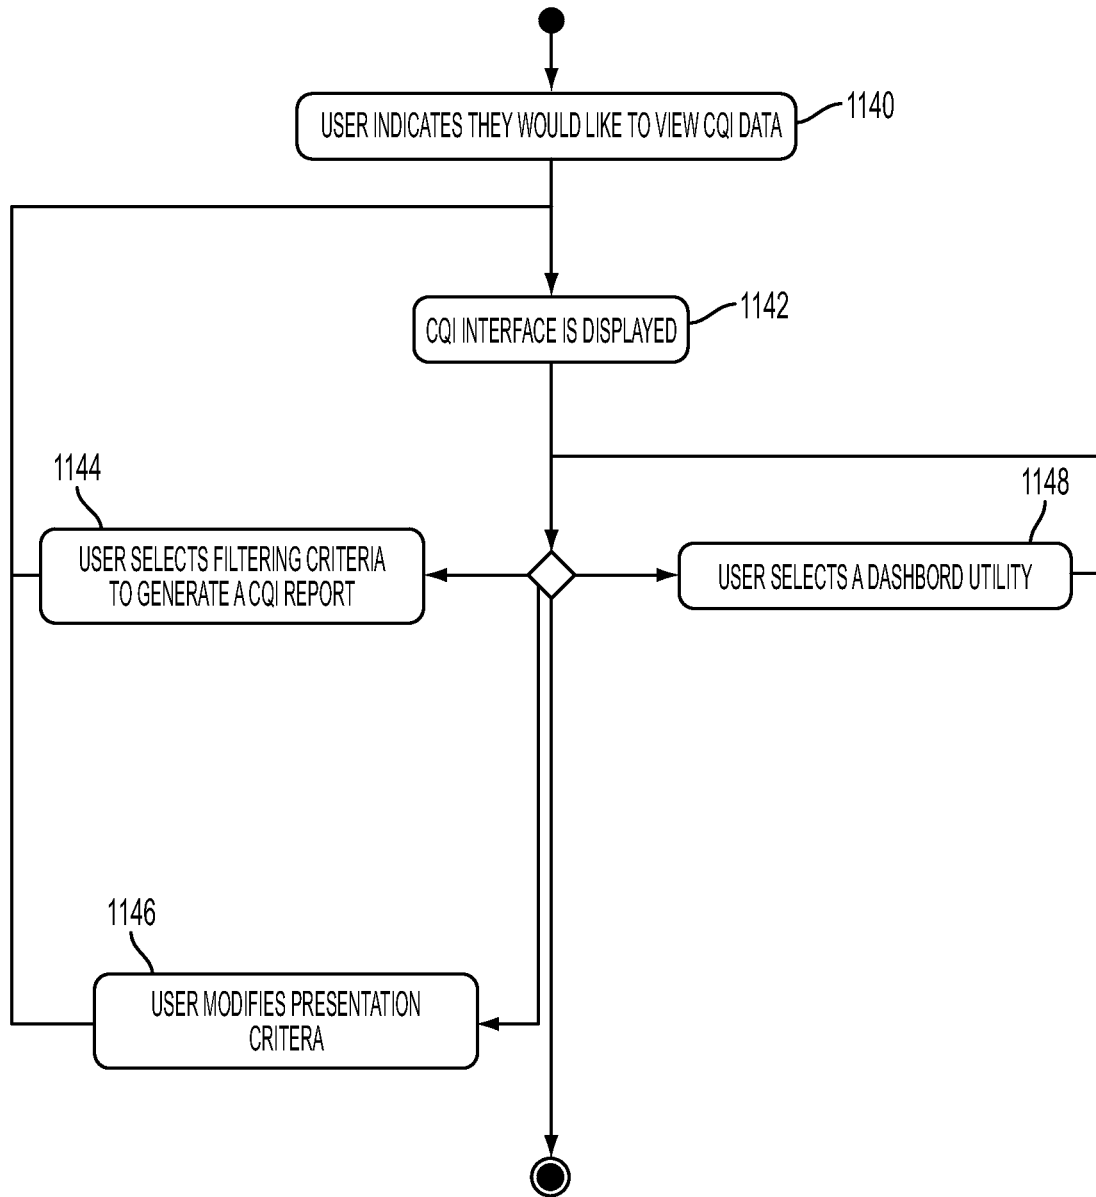 USER INDICATES THEY WOULD LIKE TO VIEW CQI DATA
1140
CQI INTERFACE IS DISPLAYED
1142
1144
USER SELECTS FILTERING CRITERIA
TO GENERATE A CQI REPORT
1148
USER SELECTS A DASHBORD UTILITY
1146
USER MODIFIES PRESENTATION
CRITERA